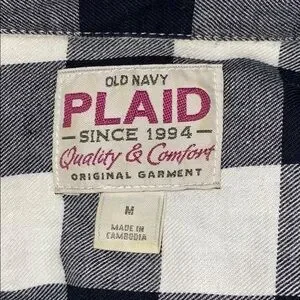 OLD NAVY
PLAID
SINCE 1994
Quality & Comfort
ORIGINAL GARMENT
M
MADE IN
CAMBODIA